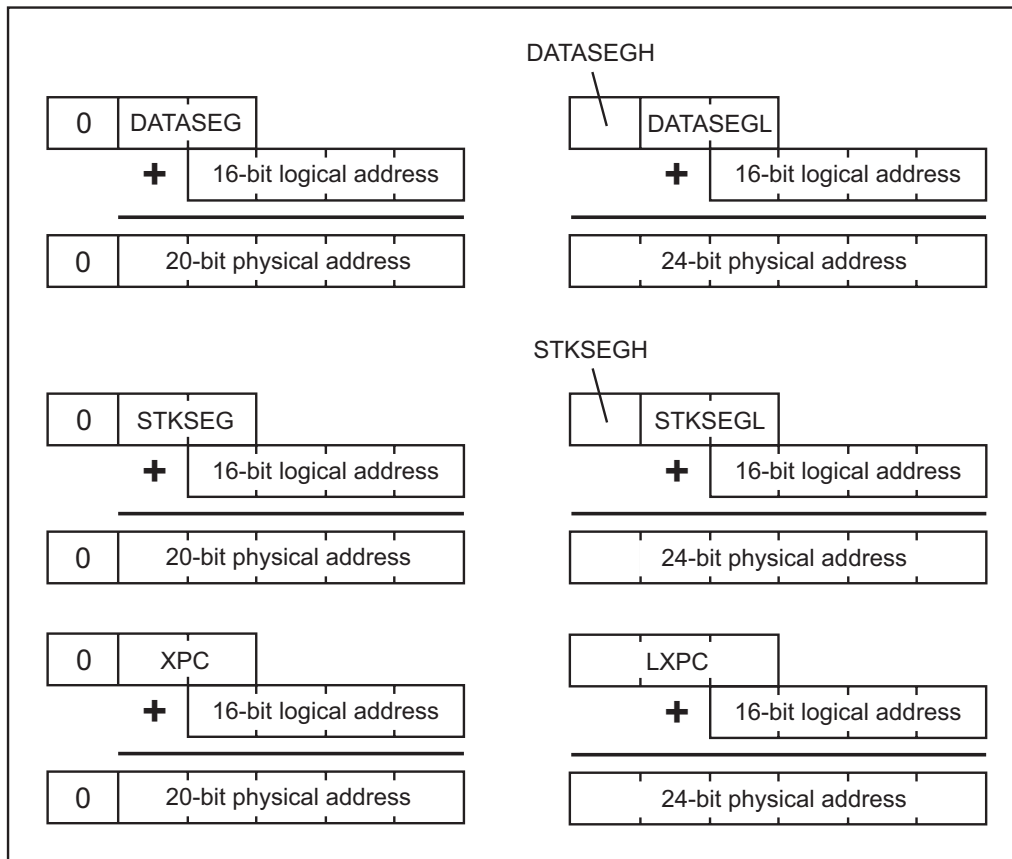 DATASEGH
0 DATASEG
DATASEGL
+ 16-bit logical address
+ 16-bit logical address
0 20-bit physical address
24-bit physical address
STKSEGH
0 STKSEG
STKSEGL
+ 16-bit logical address
+ 16-bit logical address
0 20-bit physical address
24-bit physical address
0 XPC
LXPC
+ 16-bit logical address
+ 16-bit logical address
0 20-bit physical address
24-bit physical address